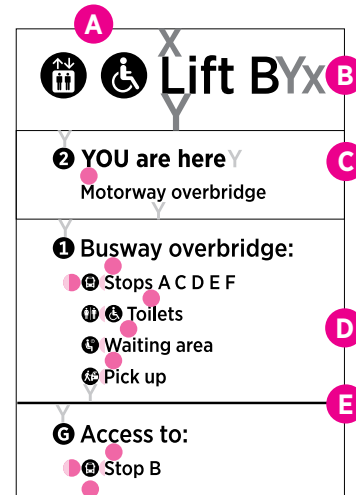 A
X
Lift BYx
B
Y
Y
C
2 YOU are here Y
Motorway overbridge
Y
Y
1 Busway overbridge:
Stops A C D E F
Toilets
D
Waiting area
Pick up
Y
E
Y
G Access to:
Stop B